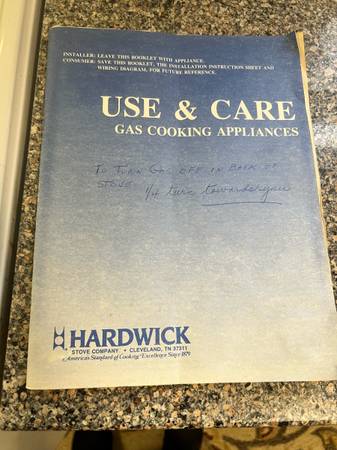 INSTALLER: LEAVE THIS BOOKLET WITH APPLIANCE.
CONSUMER: SAVE THIS BOOKLET, THE INSTALLATION INSTRUCTION SHEET AND
WIRING DIAGRAM, FOR FUTURE REFERENCE.
USE & CARE
GAS COOKING APPLIANCES
TO TURN GAS OFF IN BACK OF
STOVE 1/4 turn towards you
HARDWICK
STOVE COMPANY • CLEVELAND, TN 37311
America's Standard of Cooking Excellence Since 1879